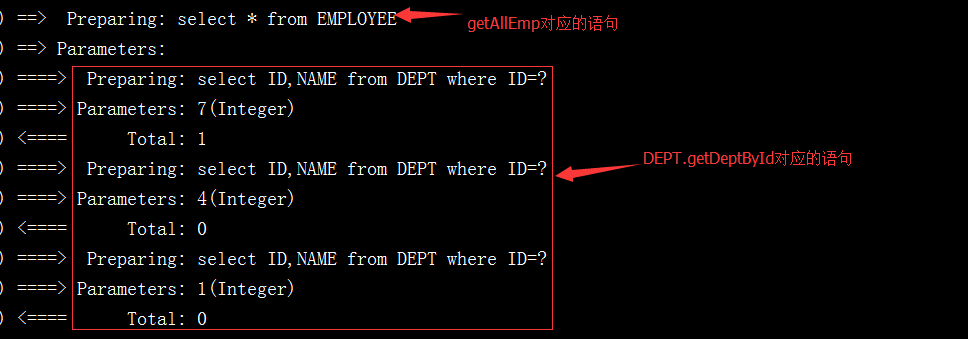 ) ==>  Preparing: select * from EMPLOYEE
getAllEmp对应的语句
) ==> Parameters:
) ====>  Preparing: select ID,NAME from DEPT where ID=?
) ====> Parameters: 7(Integer)
) <====      Total: 1
) ====>  Preparing: select ID,NAME from DEPT where ID=?
DEPT.getDeptById对应的语句
) ====> Parameters: 4(Integer)
) <====      Total: 0
) ====>  Preparing: select ID,NAME from DEPT where ID=?
) ====> Parameters: 1(Integer)
) <====      Total: 0